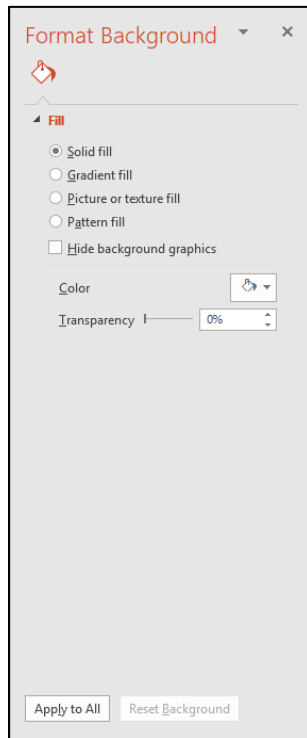 Format Background
Fill
Solid fill
Gradient fill
Picture or texture fill
Pattern fill
Hide background graphics
Color
Transparency 0%
Apply to All Reset Background